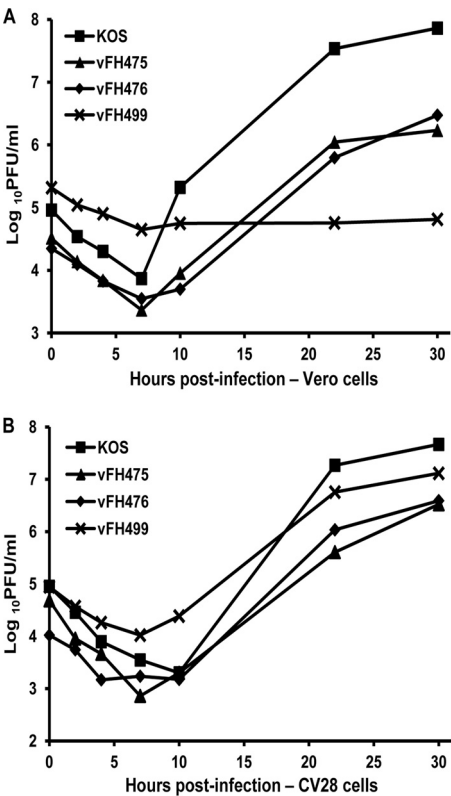 A
8
7
6
5
4
3
Log 10PFU/ml
KOS
vFH475
vFH476
vFH499
0 5 10 15 20 25 30
Hours post-infection – Vero cells
B
8
7
6
5
4
3
2
Log 10PFU/ml
KOS
vFH475
vFH476
vFH499
0 5 10 15 20 25 30
Hours post-infection – CV28 cells